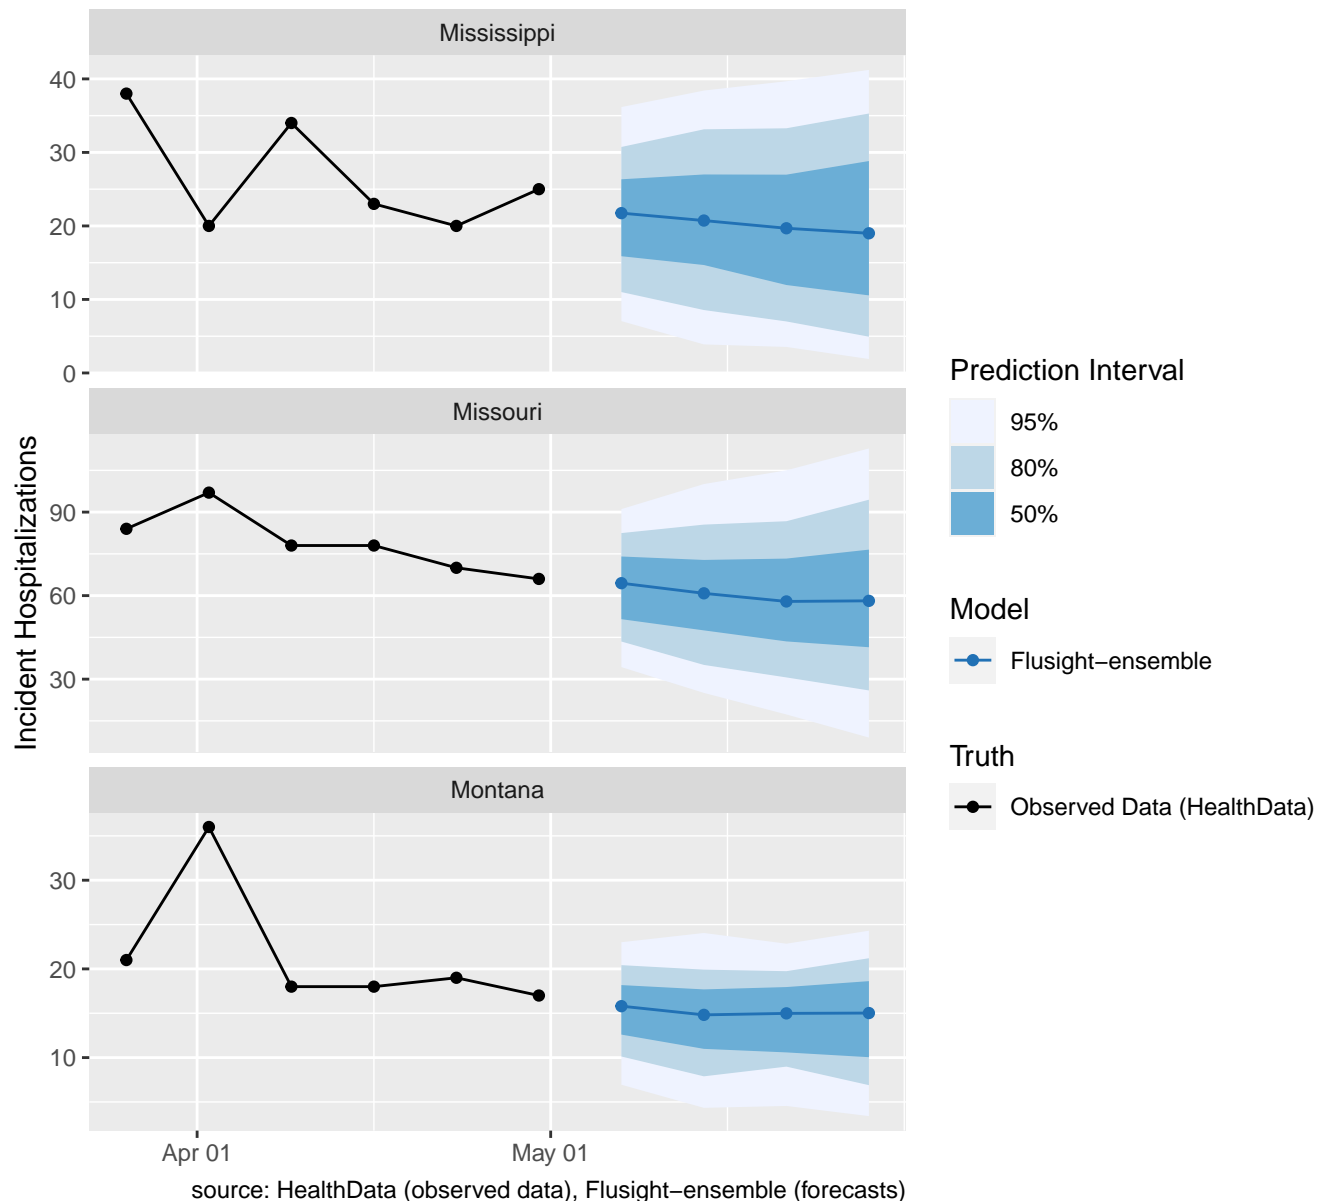 Mississippi
40
30
20
10
0
Missouri
90
60
30
Montana
30
20
10
Apr 01
May 01
Incident Hospitalizations
source: HealthData (observed data), Flusight−ensemble (forecasts)
Prediction Interval
95%
80%
50%
Model
Flusight−ensemble
Truth
Observed Data (HealthData)